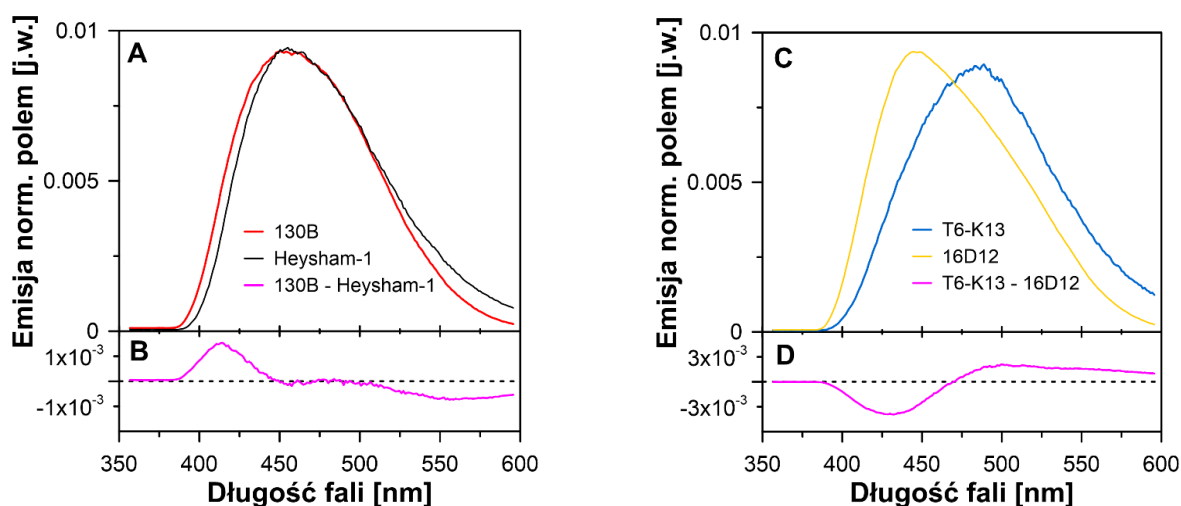 A
Emisja norm. polem [j.w.]
0.01
0.005
0
130B
Heysham-1
130B - Heysham-1
B
1x10⁻³
-1x10⁻³
350 400 450 500 550 600
Długość fali [nm]
C
Emisja norm. polem [j.w.]
0.01
0.005
0
T6-K13
16D12
T6-K13 - 16D12
D
3x10⁻³
-3x10⁻³
350 400 450 500 550 600
Długość fali [nm]